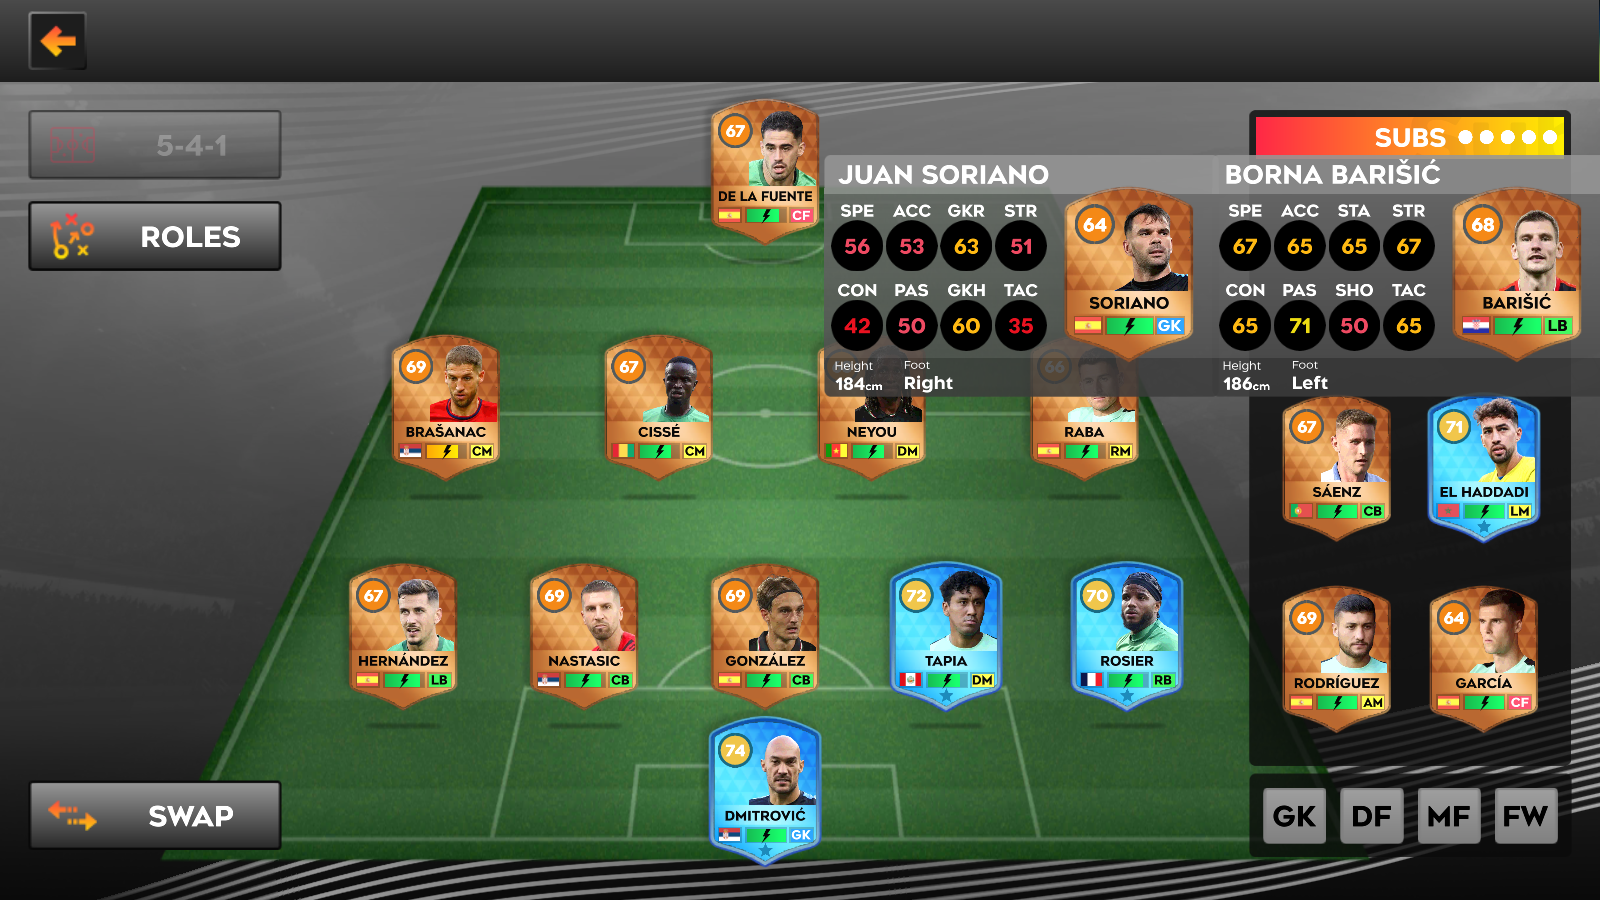 5-4-1
ROLES
SWAP
67
DE LA FUENTE
CF
SUBS
JUAN SORIANO
SPE ACC GKR STR
56 53 63 51
CON PAS GKH TAC
42 50 60 35
Height Foot
184cm Right
64
SORIANO
GK
BORNA BARIŠIĆ
SPE ACC STA STR
67 65 65 67
CON PAS SHO TAC
65 71 50 65
Height Foot
186cm Left
68
BARIŠIĆ
LB
69
BRAŠANAC
CM
67
CISSÉ
CM
NEYOU
DM
66
RABA
RM
67
SÁENZ
CB
71
EL HADDADI
LM
67
HERNÁNDEZ
LB
69
NASTASIC
CB
69
GONZÁLEZ
CB
72
TAPIA
DM
70
ROSIER
RB
69
RODRÍGUEZ
AM
64
GARCÍA
CF
74
DMITROVIĆ
GK
GK DF MF FW